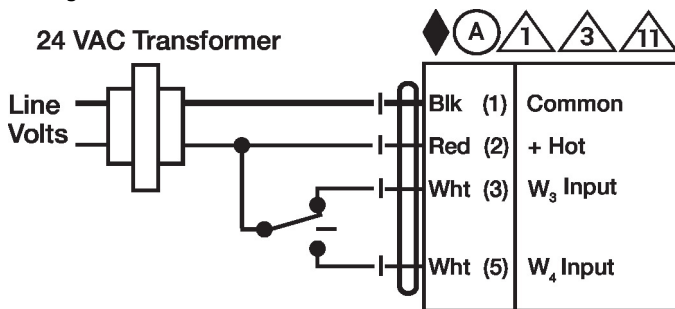 24 VAC Transformer
A 1 3 11
Line
Volts
Blk (1) Common
Red (2) + Hot
Wht (3) W3 Input
Wht (5) W4 Input